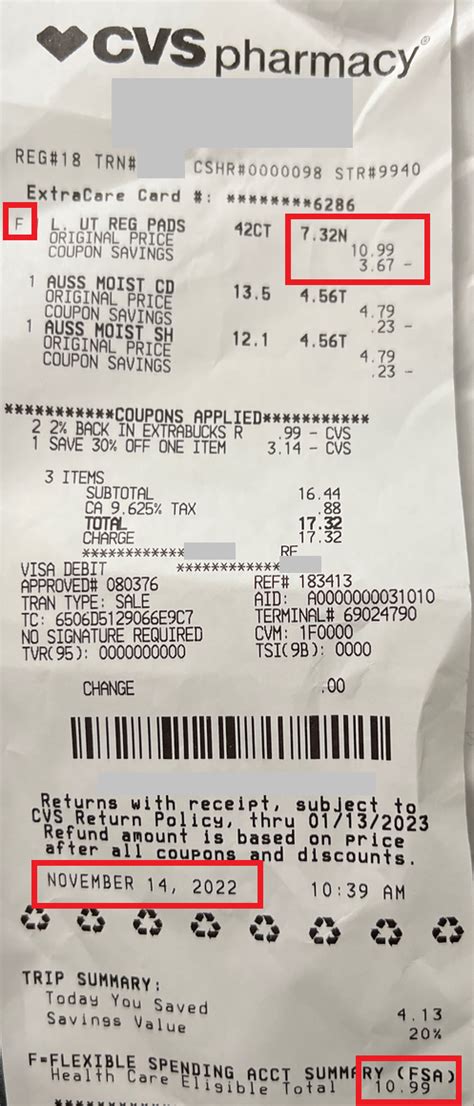 CVS pharmacy®
REG#18 TRN# CSHR#0000098 STR#9940
ExtraCare Card #: ********6286
F L. UT REG PADS 42CT 7.32N
ORIGINAL PRICE 10.99
COUPON SAVINGS 3.67 -
1 AUSS MOIST CD 13.5 4.56T
ORIGINAL PRICE 4.79
COUPON SAVINGS .23 -
1 AUSS MOIST SH 12.1 4.56T
ORIGINAL PRICE 4.79
COUPON SAVINGS .23 -
***********COUPONS APPLIED***********
2 2% BACK IN EXTRABUCKS R .99 - CVS
1 SAVE 30% OFF ONE ITEM 3.14 - CVS
3 ITEMS
SUBTOTAL 16.44
CA 9.625% TAX .88
TOTAL 17.32
CHARGE 17.32
************ RF
VISA DEBIT ************
APPROVED# 080376 REF# 183413
TRAN TYPE: SALE AID: A0000000031010
TC: 6506D5129066E9C7 TERMINAL# 69024790
NO SIGNATURE REQUIRED CVM: 1F0000
TVR(95): 0000000000 TSI(9B): 0000
CHANGE .00
Returns with receipt, subject to
CVS Return Policy, thru 01/13/2023
Refund amount is based on price
after all coupons and discounts.
NOVEMBER 14, 2022 10:39 AM
TRIP SUMMARY:
Today You Saved 4.13
Savings Value 20%
F=FLEXIBLE SPENDING ACCT SUMMARY (FSA)
Health Care Eligible Total 10.99